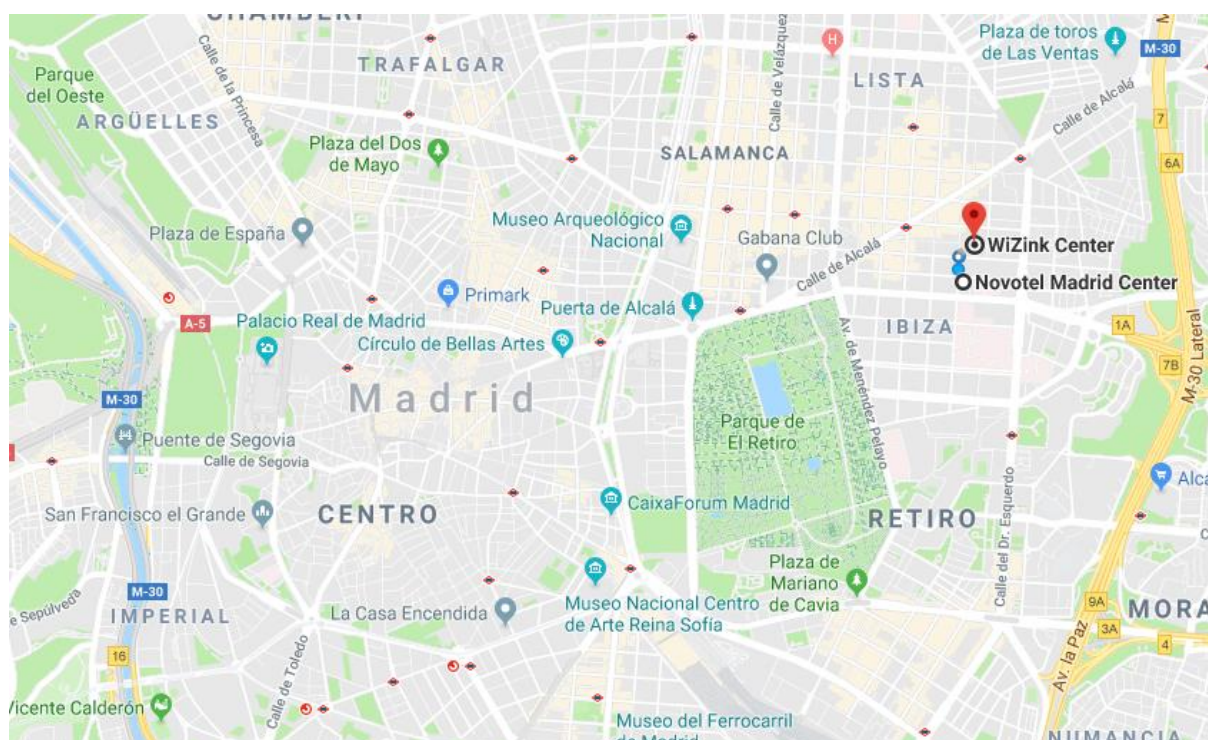 CHAMBERÍ
Parque
del Oeste
ARGÜELLES
Calle de la Princesa
TRAFALGAR
Calle de Velázquez
H
LISTA
Plaza de toros
de Las Ventas
M-30
Calle de Alcalá
7
6A
Plaza del Dos
de Mayo
SALAMANCA
Plaza de España
Museo Arqueológico
Nacional
Gabana Club
Calle de Alcalá
WiZink Center
Novotel Madrid Center
Primark
Puerta de Alcalá
A-5
Palacio Real de Madrid
Círculo de Bellas Artes
Av de Menéndez Pelayo
IBIZA
1A
7B
M-30 Lateral
Madrid
M-30
Puente de Segovia
Calle de Segovia
Parque de
El Retiro
San Francisco el Grande
CENTRO
CaixaForum Madrid
RETIRO
Calle del Dr. Esquerdo
Alca
M-30
e Sepúlveda
IMPERIAL
La Casa Encendida
Museo Nacional Centro
de Arte Reina Sofía
Plaza de
Mariano
de Cavia
9A
3A
4
MORA
Av. la Paz
16
Calle de Toledo
Vicente Calderón
Museo del Ferrocarril
de Madrid
NUMANCIA